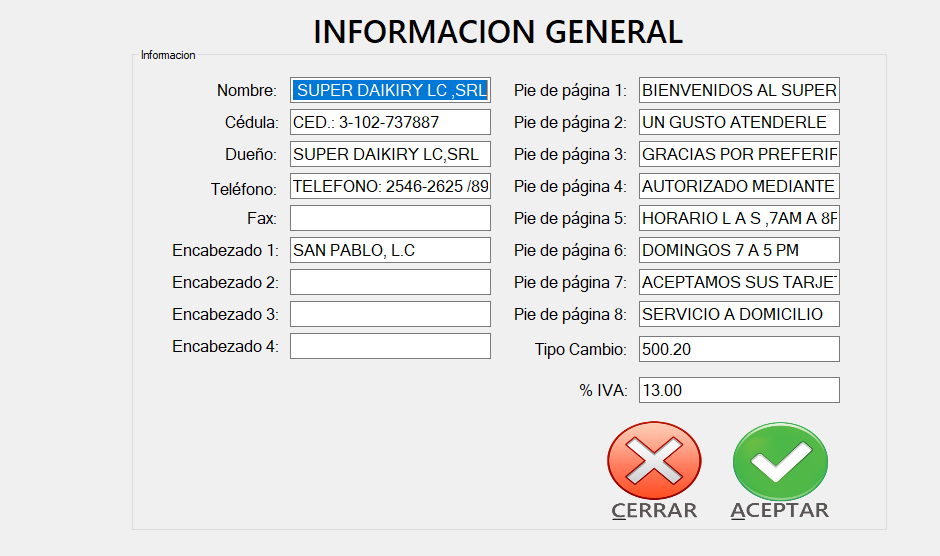 INFORMACION GENERAL
Informacion
Nombre: SUPER DAIKIRY LC ,SRL
Cédula: CED.: 3-102-737887
Dueño: SUPER DAIKIRY LC,SRL
Teléfono: TELEFONO: 2546-2625 /89
Fax:
Encabezado 1: SAN PABLO, L.C
Encabezado 2:
Encabezado 3:
Encabezado 4:
Pie de página 1: BIENVENIDOS AL SUPER
Pie de página 2: UN GUSTO ATENDERLE
Pie de página 3: GRACIAS POR
Pie de página 4: AUTORIZADO MEDIANTE
Pie de página 5: HORARIO L A S ,7AM A
Pie de página 6: DOMINGOS 7 A 5 PM
Pie de página 7: ACEPTAMOS SUS
Pie de página 8: SERVICIO A DOMICILIO
Tipo Cambio: 500.20
% IVA: 13.00
CERRAR
ACEPTAR